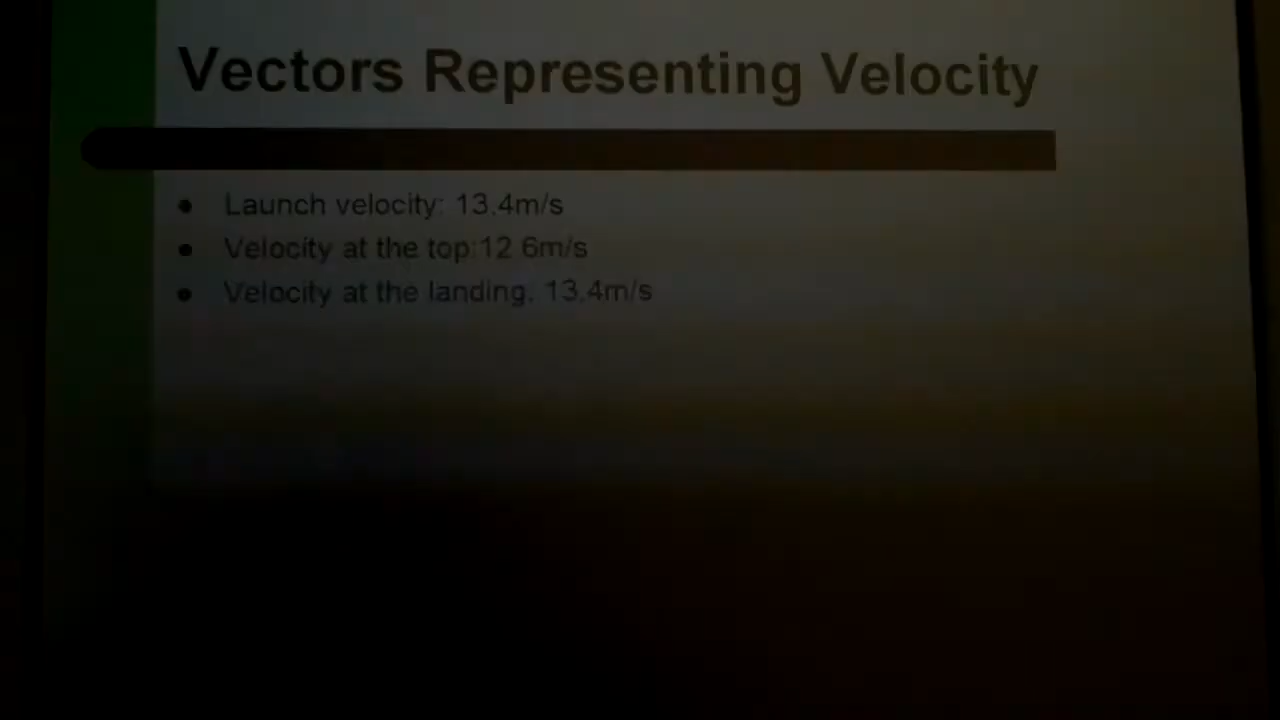 Vectors Representing Velocity
Launch velocity: 13.4m/s
Velocity at the top:12.6m/s
Velocity at the landing: 13.4m/s